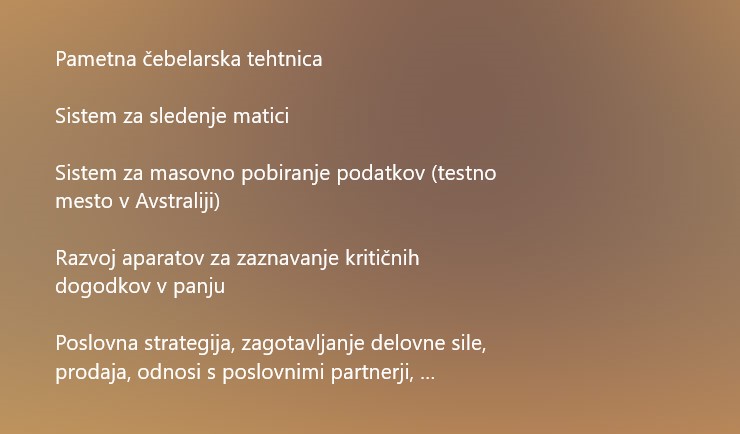 Pametna čebelarska tehtnica
Sistem za sledenje matici
Sistem za masovno pobiranje podatkov (testno
mesto v Avstraliji)
Razvoj aparatov za zaznavanje kritičnih
dogodkov v panju
Poslovna strategija, zagotavljanje delovne sile,
prodaja, odnosi s poslovnimi partnerji, ...